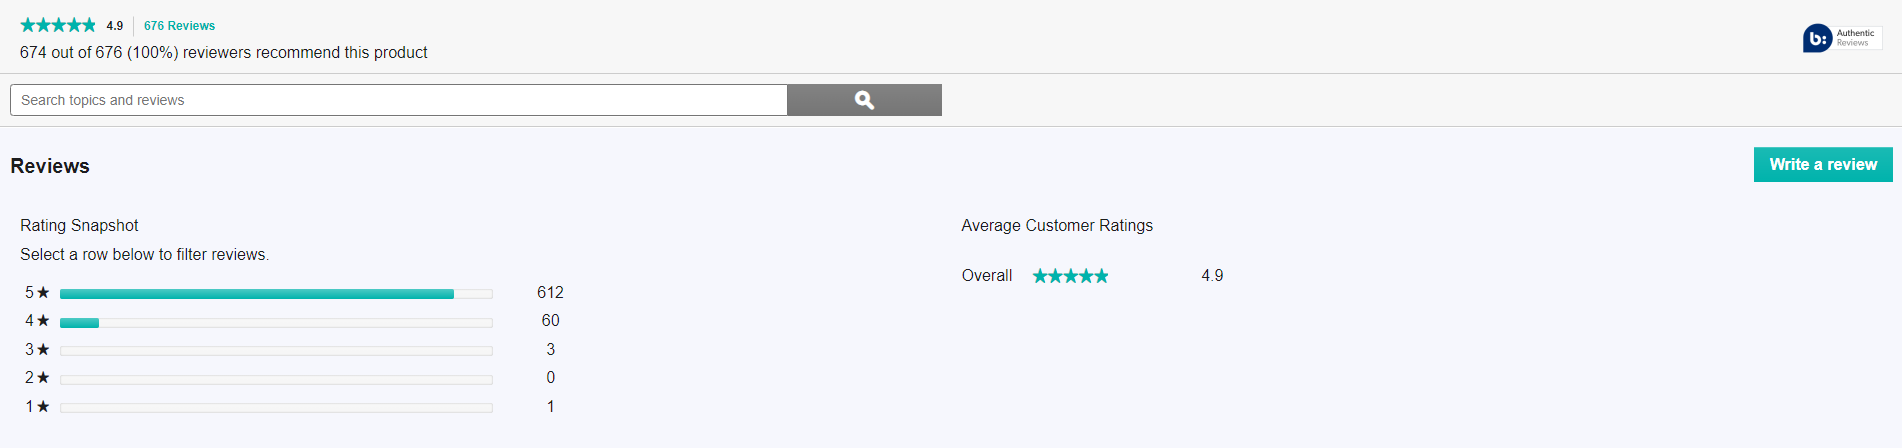 4.9 676 Reviews
674 out of 676 (100%) reviewers recommend this product
b: Authentic
Reviews
Search topics and reviews
Reviews
Write a review
Rating Snapshot
Select a row below to filter reviews.
5★ 612
4★ 60
3★ 3
2★ 0
1★ 1
Average Customer Ratings
Overall 4.9